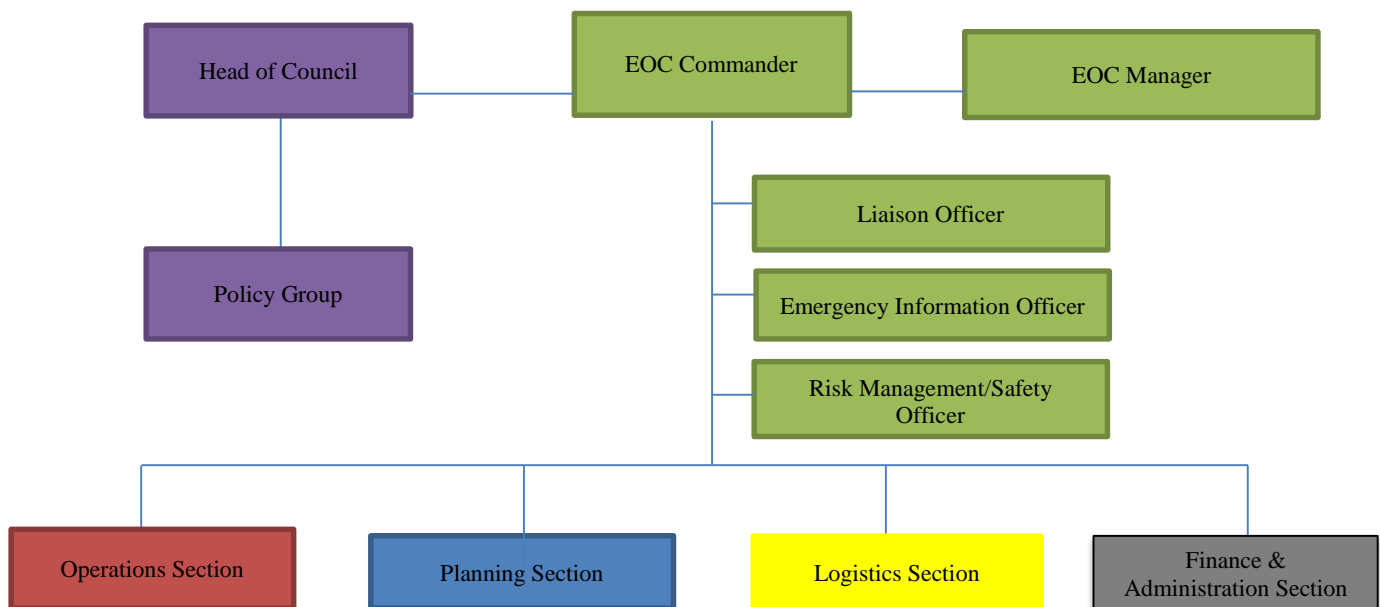 Head of Council
EOC Commander
EOC Manager
Liaison Officer
Policy Group
Emergency Information Officer
Risk Management/Safety
Officer
Operations Section
Planning Section
Logistics Section
Finance &
Administration Section